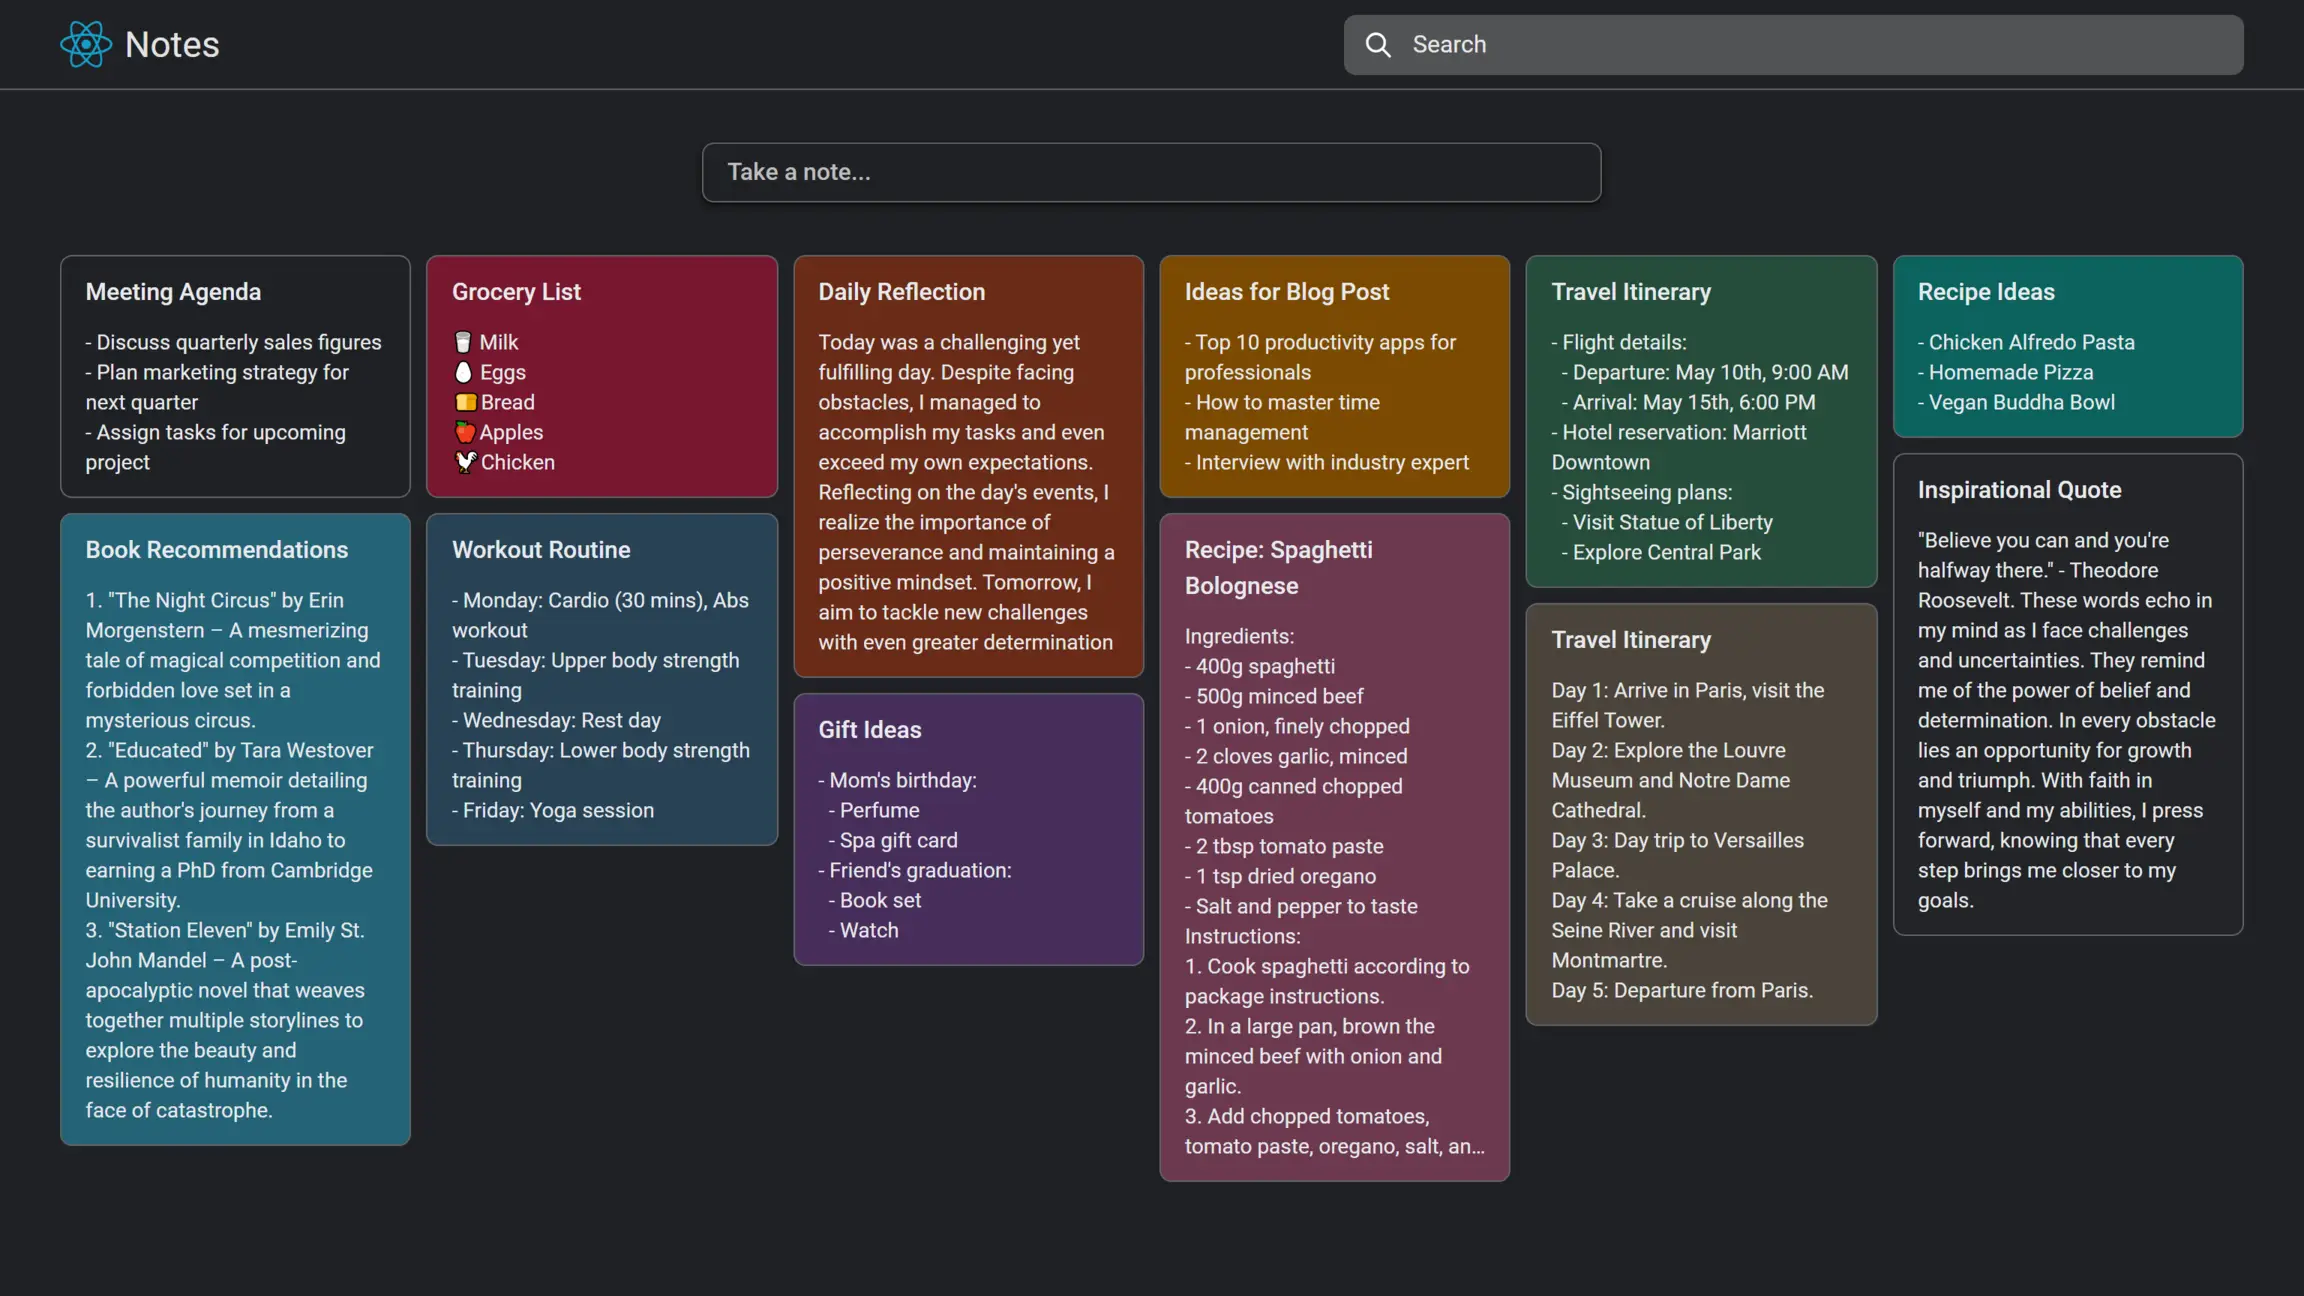 Notes
Search
Take a note...
Meeting Agenda
- Discuss quarterly sales figures
- Plan marketing strategy for
next quarter
- Assign tasks for upcoming
project
Grocery List
Milk
Eggs
Bread
Apples
Chicken
Daily Reflection
Today was a challenging yet
fulfilling day. Despite facing
obstacles, I managed to
accomplish my tasks and even
exceed my own expectations.
Reflecting on the day's events, I
realize the importance of
perseverance and maintaining a
positive mindset. Tomorrow, I
aim to tackle new challenges
with even greater determination
Ideas for Blog Post
- Top 10 productivity apps for
professionals
- How to master time
management
- Interview with industry expert
Travel Itinerary
- Flight details:
- Departure: May 10th, 9:00 AM
- Arrival: May 15th, 6:00 PM
- Hotel reservation: Marriott
Downtown
- Sightseeing plans:
- Visit Statue of Liberty
- Explore Central Park
Recipe Ideas
- Chicken Alfredo Pasta
- Homemade Pizza
- Vegan Buddha Bowl
Book Recommendations
1. "The Night Circus" by Erin
Morgenstern – A mesmerizing
tale of magical competition and
forbidden love set in a
mysterious circus.
2. "Educated" by Tara Westover
– A powerful memoir detailing
the author's journey from a
survivalist family in Idaho to
earning a PhD from Cambridge
University.
3. "Station Eleven" by Emily St.
John Mandel – A post-
apocalyptic novel that weaves
together multiple storylines to
explore the beauty and
resilience of humanity in the
face of catastrophe.
Workout Routine
- Monday: Cardio (30 mins), Abs
workout
- Tuesday: Upper body strength
training
- Wednesday: Rest day
- Thursday: Lower body strength
training
- Friday: Yoga session
Gift Ideas
- Mom's birthday:
- Perfume
- Spa gift card
- Friend's graduation:
- Book set
- Watch
Recipe: Spaghetti
Bolognese
Ingredients:
- 400g spaghetti
- 500g minced beef
- 1 onion, finely chopped
- 2 cloves garlic, minced
- 400g canned chopped
tomatoes
- 2 tbsp tomato paste
- 1 tsp dried oregano
- Salt and pepper to taste
Instructions:
1. Cook spaghetti according to
package instructions.
2. In a large pan, brown the
minced beef with onion and
garlic.
3. Add chopped tomatoes,
tomato paste, oregano, salt, an...
Travel Itinerary
Day 1: Arrive in Paris, visit the
Eiffel Tower.
Day 2: Explore the Louvre
Museum and Notre Dame
Cathedral.
Day 3: Day trip to Versailles
Palace.
Day 4: Take a cruise along the
Seine River and visit
Montmartre.
Day 5: Departure from Paris.
Inspirational Quote
"Believe you can and you're
halfway there." - Theodore
Roosevelt. These words echo in
my mind as I face challenges
and uncertainties. They remind
me of the power of belief and
determination. In every obstacle
lies an opportunity for growth
and triumph. With faith in
myself and my abilities, I press
forward, knowing that every
step brings me closer to my
goals.